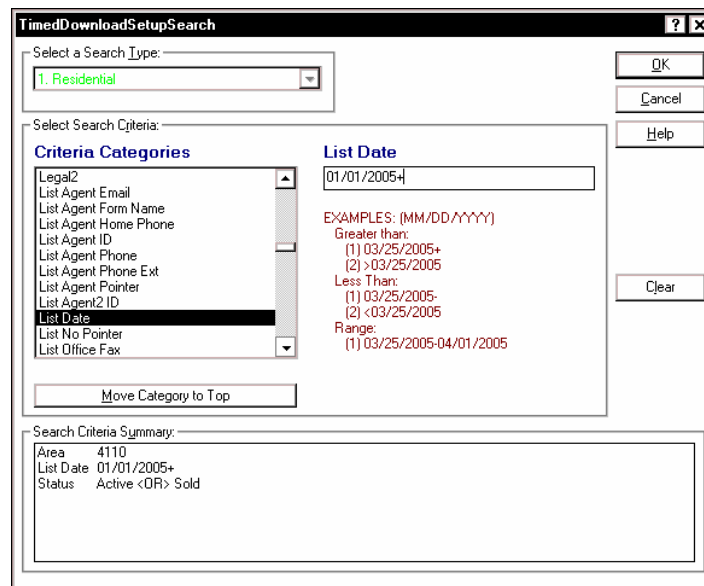 TimedDownloadSetupSearch
Select a Search Type:
1. Residential
OK
Cancel
Help
Clear
Select Search Criteria:
Criteria Categories
Legal2
List Agent Email
List Agent Form Name
List Agent Home Phone
List Agent ID
List Agent Phone
List Agent Phone Ext
List Agent Pointer
List Agent2 ID
List Date
List No Pointer
List Office Fax
Move Category to Top
List Date
01/01/2005+
EXAMPLES: (MM/DD/YYYY)
Greater than:
(1) 03/25/2005+
(2) >03/25/2005
Less Than:
(1) 03/25/2005-
(2) <03/25/2005
Range:
(1) 03/25/2005-04/01/2005
Search Criteria Summary:
Area 4110
List Date 01/01/2005+
Status Active <OR> Sold